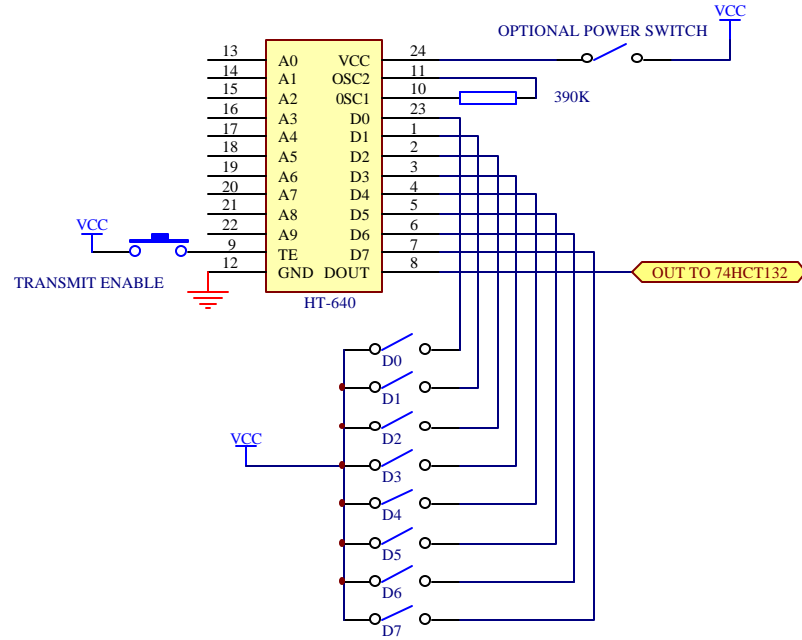 VCC
OPTIONAL POWER SWITCH
13 A0 VCC 24
14 A1 OSC2 11
15 A2 0SC1 10 390K
16 A3 D0 23
17 A4 D1 1
18 A5 D2 2
19 A6 D3 3
20 A7 D4 4
21 A8 D5 5
22 A9 D6 6
VCC
9 TE D7 7
12 GND DOUT 8
TRANSMIT ENABLE
OUT TO 74HCT132
HT-640
D0
D1
D2
VCC
D3
D4
D5
D6
D7